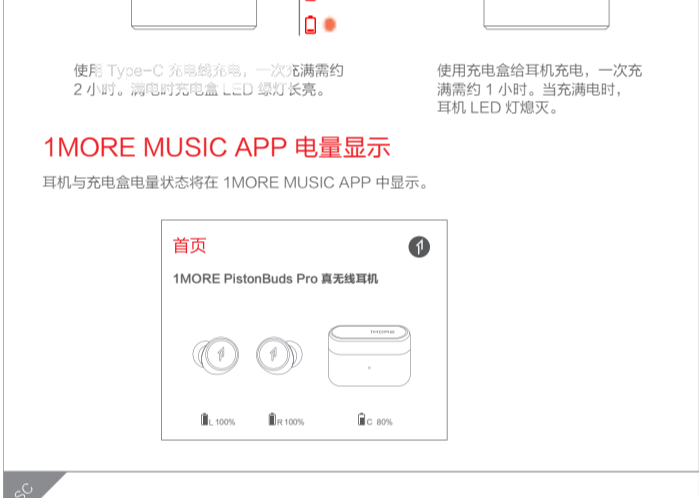 使用 Type-C 充电线充电，一次充满需约
2 小时。满电时充电盒 LED 绿灯长亮。
使用充电盒给耳机充电，一次充
满需约 1 小时。当充满电时，
耳机 LED 灯熄灭。
1MORE MUSIC APP 电量显示
耳机与充电盒电量状态将在 1MORE MUSIC APP 中显示。
首页
1MORE PistonBuds Pro 真无线耳机
1MORE
L 100%
R 100%
C 80%
SC